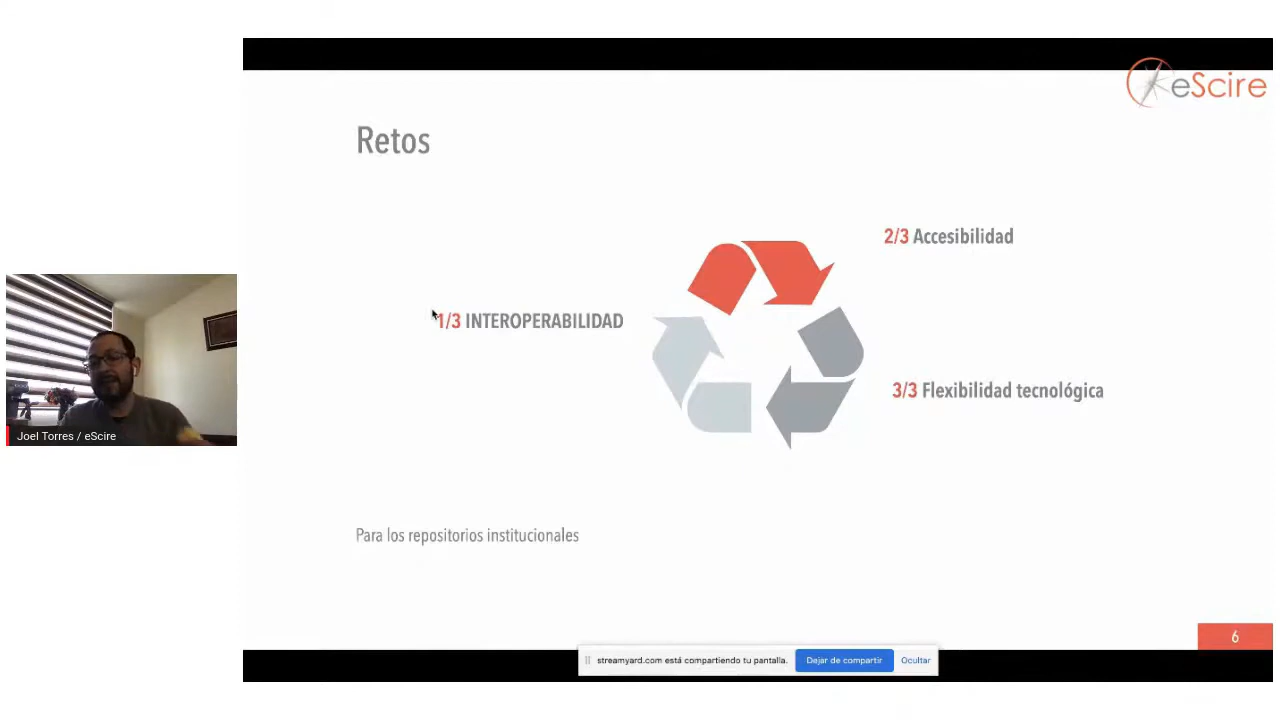 eScire
Retos
2/3 Accesibilidad
1/3 INTEROPERABILIDAD
3/3 Flexibilidad tecnológica
Joel Torres / eScire
Para los repositorios institucionales
6
streamyard.com está compartiendo tu pantalla.
Dejar de compartir
Ocultar